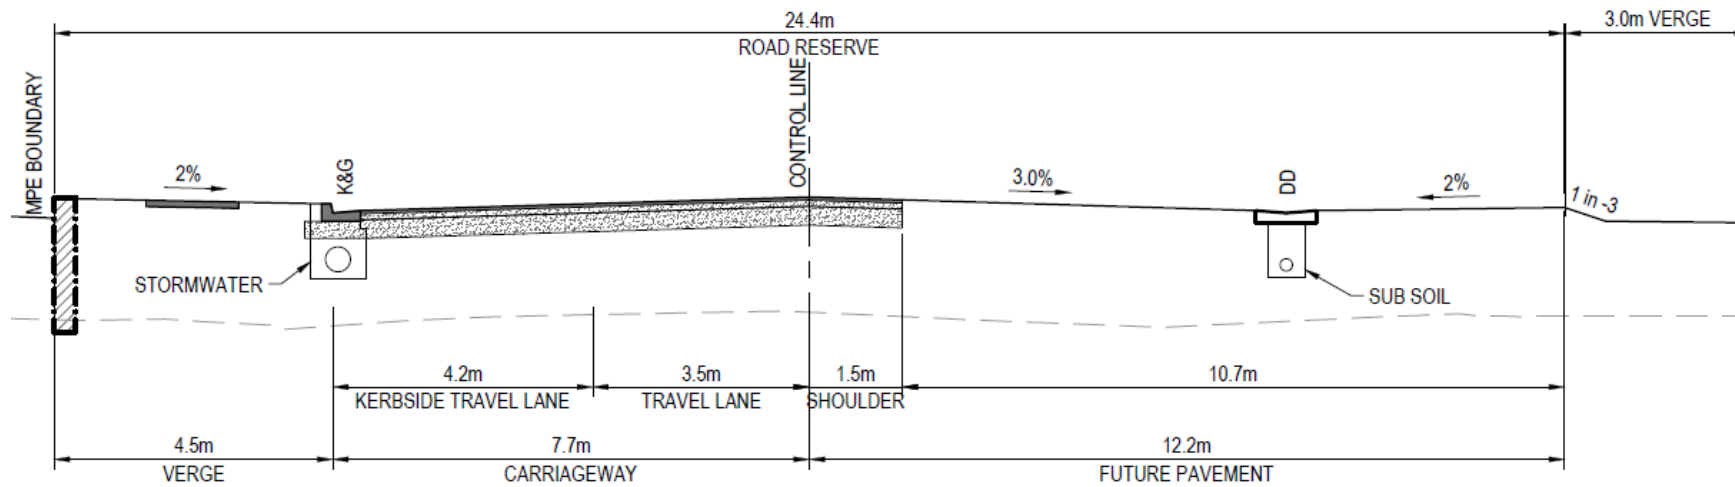 24.4m
3.0m VERGE
ROAD RESERVE
MPE BOUNDARY
CONTROL LINE
2%
K&G
3.0%
DD
2%
1 in -3
STORMWATER
SUB SOIL
4.2m
3.5m
1.5m
10.7m
KERBSIDE TRAVEL LANE
TRAVEL LANE
SHOULDER
4.5m
7.7m
12.2m
VERGE
CARRIAGEWAY
FUTURE PAVEMENT